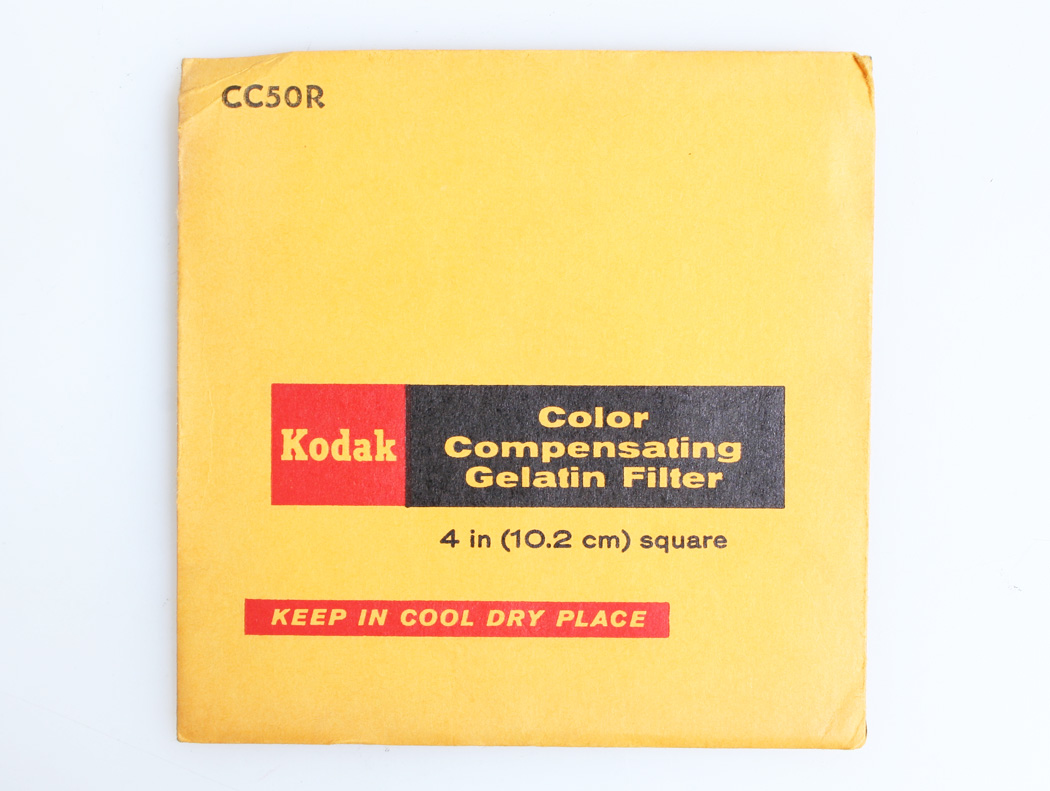 CC50R
Kodak
Color
Compensating
Gelatin Filter
4 in (10.2 cm) square
KEEP IN COOL DRY PLACE